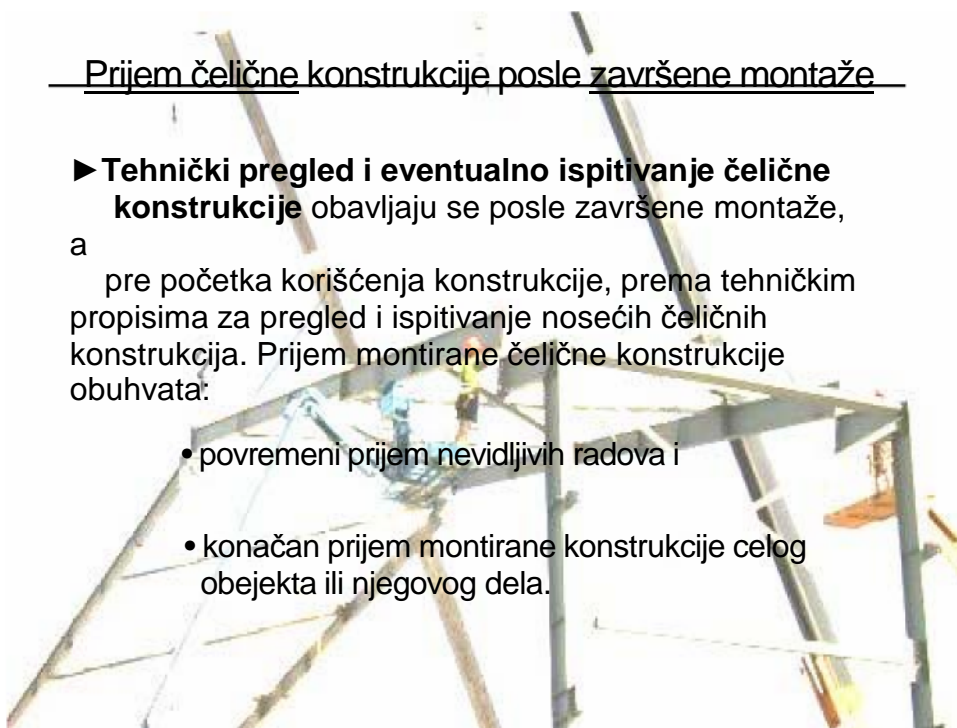 Prijem čelične konstrukcije posle završene montaže
►Tehnički pregled i eventualno ispitivanje čelične
konstrukcije obavljaju se posle završene montaže,
a
pre početka korišćenja konstrukcije, prema tehničkim
propisima za pregled i ispitivanje nosećih čeličnih
konstrukcija. Prijem montirane čelične konstrukcije
obuhvata:
• povremeni prijem nevidljivih radova i
• konačan prijem montirane konstrukcije celog
obejekta ili njegovog dela.